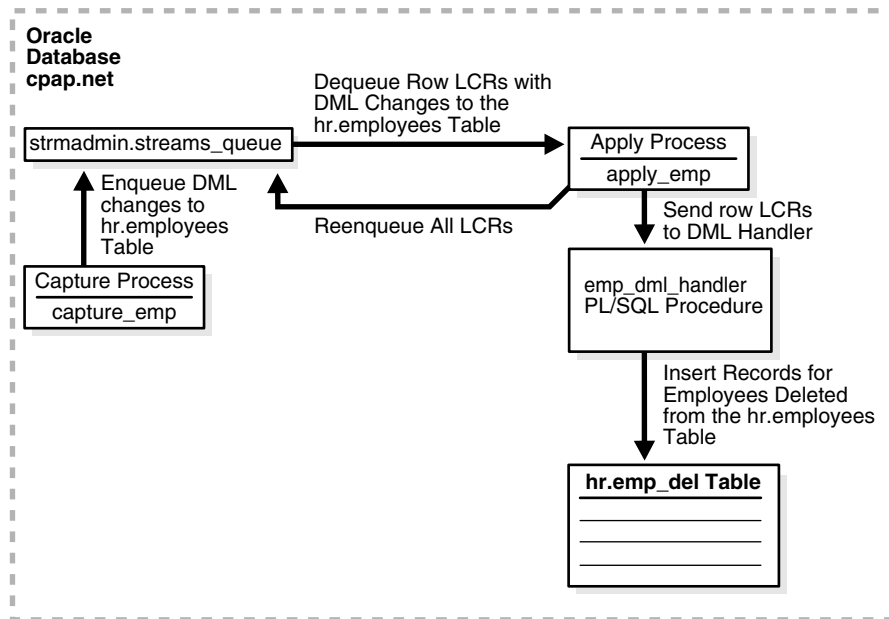 Oracle
Database
cpap.net
Dequeue Row LCRs with
DML Changes to the
hr.employees Table
strmadmin.streams_queue
Apply Process
apply_emp
Enqueue DML
changes to
hr.employees
Table
Reenqueue All LCRs
Send row LCRs
to DML Handler
Capture Process
capture_emp
emp_dml_handler
PL/SQL Procedure
Insert Records for
Employees Deleted
from the hr.employees
Table
hr.emp_del Table